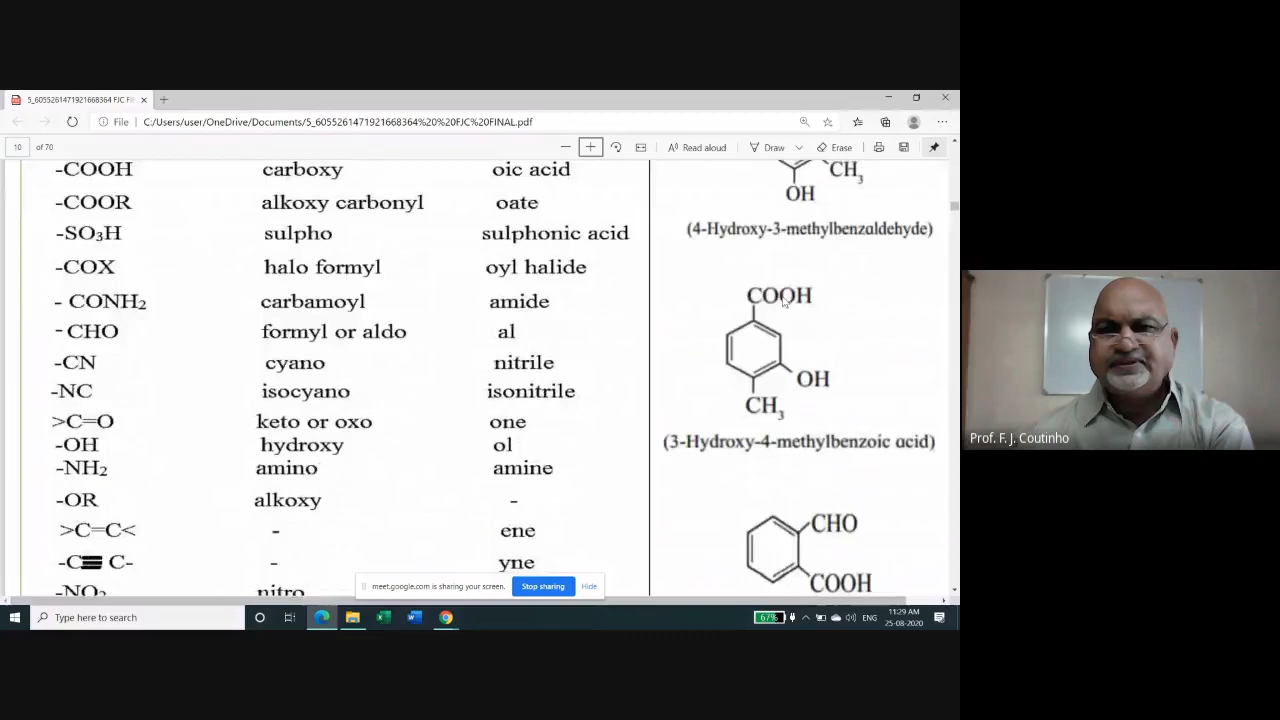 5_6055261471921668364 FJC FI
File C:/Users/user/OneDrive/Documents/5_6055261471921668364%20%20FJC%20FINAL.pdf
10 of 70 Read aloud Draw Erase
-COOH carboxy oic acid
-COOR alkoxy carbonyl oate
-SO₃H sulpho sulphonic acid
-COX halo formyl oyl halide
- CONH₂ carbamoyl amide
- CHO formyl or aldo al
-CN cyano nitrile
-NC isocyano isonitrile
>C=O keto or oxo one
-OH hydroxy ol
-NH₂ amino amine
-OR alkoxy -
>C=C< - ene
-C≡ C- - yne
-NO₂ nitro
CH₃
OH
(4-Hydroxy-3-methylbenzaldehyde)
COOH
OH
CH₃
(3-Hydroxy-4-methylbenzoic acid)
CHO
COOH
meet.google.com is sharing your screen. Stop sharing Hide
Prof. F. J. Coutinho
Type here to search
67%
ENG
11:29 AM
25-08-2020